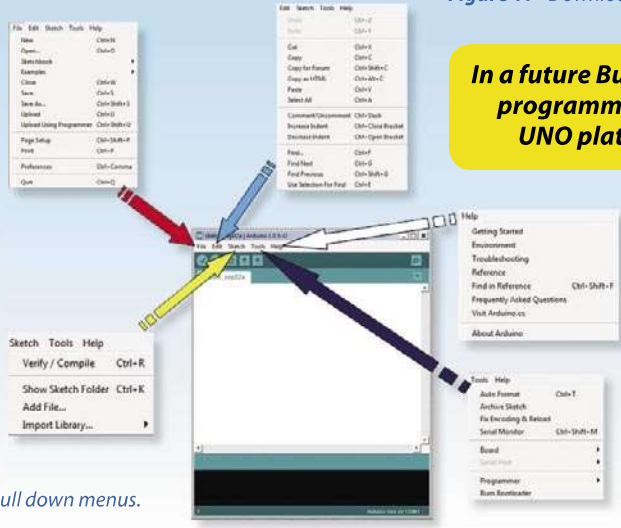 File Edit Sketch Tools Help
New Ctrl+N
Open... Ctrl+O
Sketchbook
Examples
Close Ctrl+W
Save Ctrl+S
Save As... Ctrl+Shift+S
Upload Ctrl+U
Upload Using Programmer Ctrl+Shift+U
Page Setup Ctrl+Shift+P
Print Ctrl+P
Preferences Ctrl+Comma
Quit Ctrl+Q
Edit Sketch Tools Help
Undo Ctrl+Z
Redo Ctrl+Y
Cut Ctrl+X
Copy Ctrl+C
Copy for Forum Ctrl+Shift+C
Copy as HTML Ctrl+Alt+C
Paste Ctrl+V
Select All Ctrl+A
Comment/Uncomment Ctrl+Slash
Increase Indent Ctrl+Close Bracket
Decrease Indent Ctrl+Open Bracket
Find... Ctrl+F
Find Next Ctrl+G
Find Previous Ctrl+Shift+G
Use Selection For Find Ctrl+E
In a future Bu
programm
UNO plat
File Edit Sketch Tools Help
Help
Getting Started
Environment
Troubleshooting
Reference
Find in Reference Ctrl+Shift+F
Frequently Asked Questions
Visit Arduino.cc
About Arduino
Sketch Tools Help
Verify / Compile Ctrl+R
Show Sketch Folder Ctrl+K
Add File...
Import Library...
Tools Help
Auto Format Ctrl+T
Archive Sketch
Fix Encoding & Reload
Serial Monitor Ctrl+Shift+M
Board
Serial Port
Programmer
Burn Bootloader
ull down menus.